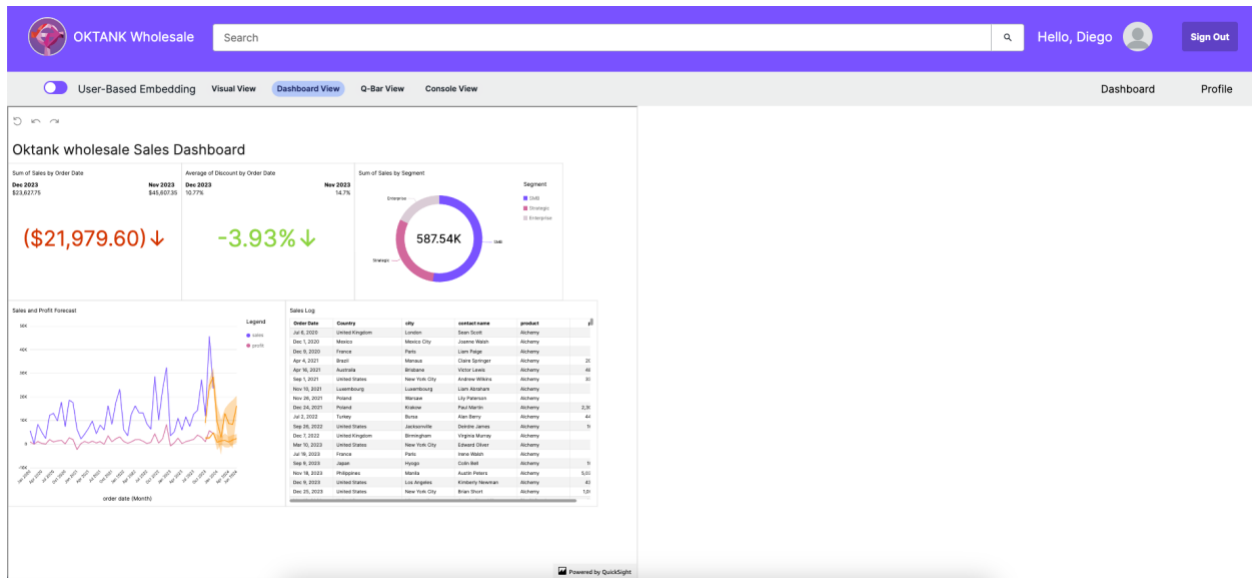 OKTANK Wholesale
Search
Hello, Diego
Sign Out
User-Based Embedding
Visual View
Dashboard View
Q-Bar View
Console View
Dashboard
Profile
Oktank wholesale Sales Dashboard
Sum of Sales by Order Date
Dec 2023 Nov 2023
$23,627.75 $45,607.35
($21,979.60)
Average of Discount by Order Date
Dec 2023 Nov 2023
10.77% 14.7%
-3.93%
Sum of Sales by Segment
Enterprise
587.54K
SMB
Strategic
Segment
SMB
Strategic
Enterprise
Sales and Profit Forecast
Legend
sales
profit
50K
40K
30K
20K
10K
0
-10K
order date (Month)
Sales Log
Order Date Country city contact name product
Jul 6, 2020 United Kingdom London Sean Scott Alchemy
Dec 1, 2020 Mexico Mexico City Joanne Walsh Alchemy
Dec 9, 2020 France Paris Liam Paige Alchemy
Apr 4, 2021 Brazil Manaus Claire Springer Alchemy
Apr 16, 2021 Australia Brisbane Victor Lewis Alchemy
Sep 1, 2021 United States New York City Andrew Wilkins Alchemy
Nov 13, 2021 Luxembourg Luxembourg Liam Abraham Alchemy
Nov 26, 2021 Poland Warsaw Lily Paterson Alchemy
Dec 24, 2021 Poland Krakow Paul Martin Alchemy
Jul 2, 2022 Turkey Bursa Alan Berry Alchemy
Sep 26, 2022 United States Jacksonville Deirdre James Alchemy
Dec 7, 2022 United Kingdom Birmingham Virginia Murray Alchemy
Mar 10, 2023 United States New York City Edward Oliver Alchemy
Jul 19, 2023 France Paris Irene Walsh Alchemy
Sep 9, 2023 Japan Hyogo Colin Bell Alchemy
Nov 18, 2023 Philippines Manila Austin Peters Alchemy
Dec 9, 2023 United States Los Angeles Kimberly Newman Alchemy
Dec 25, 2023 United States New York City Brian Short Alchemy
Powered by QuickSight